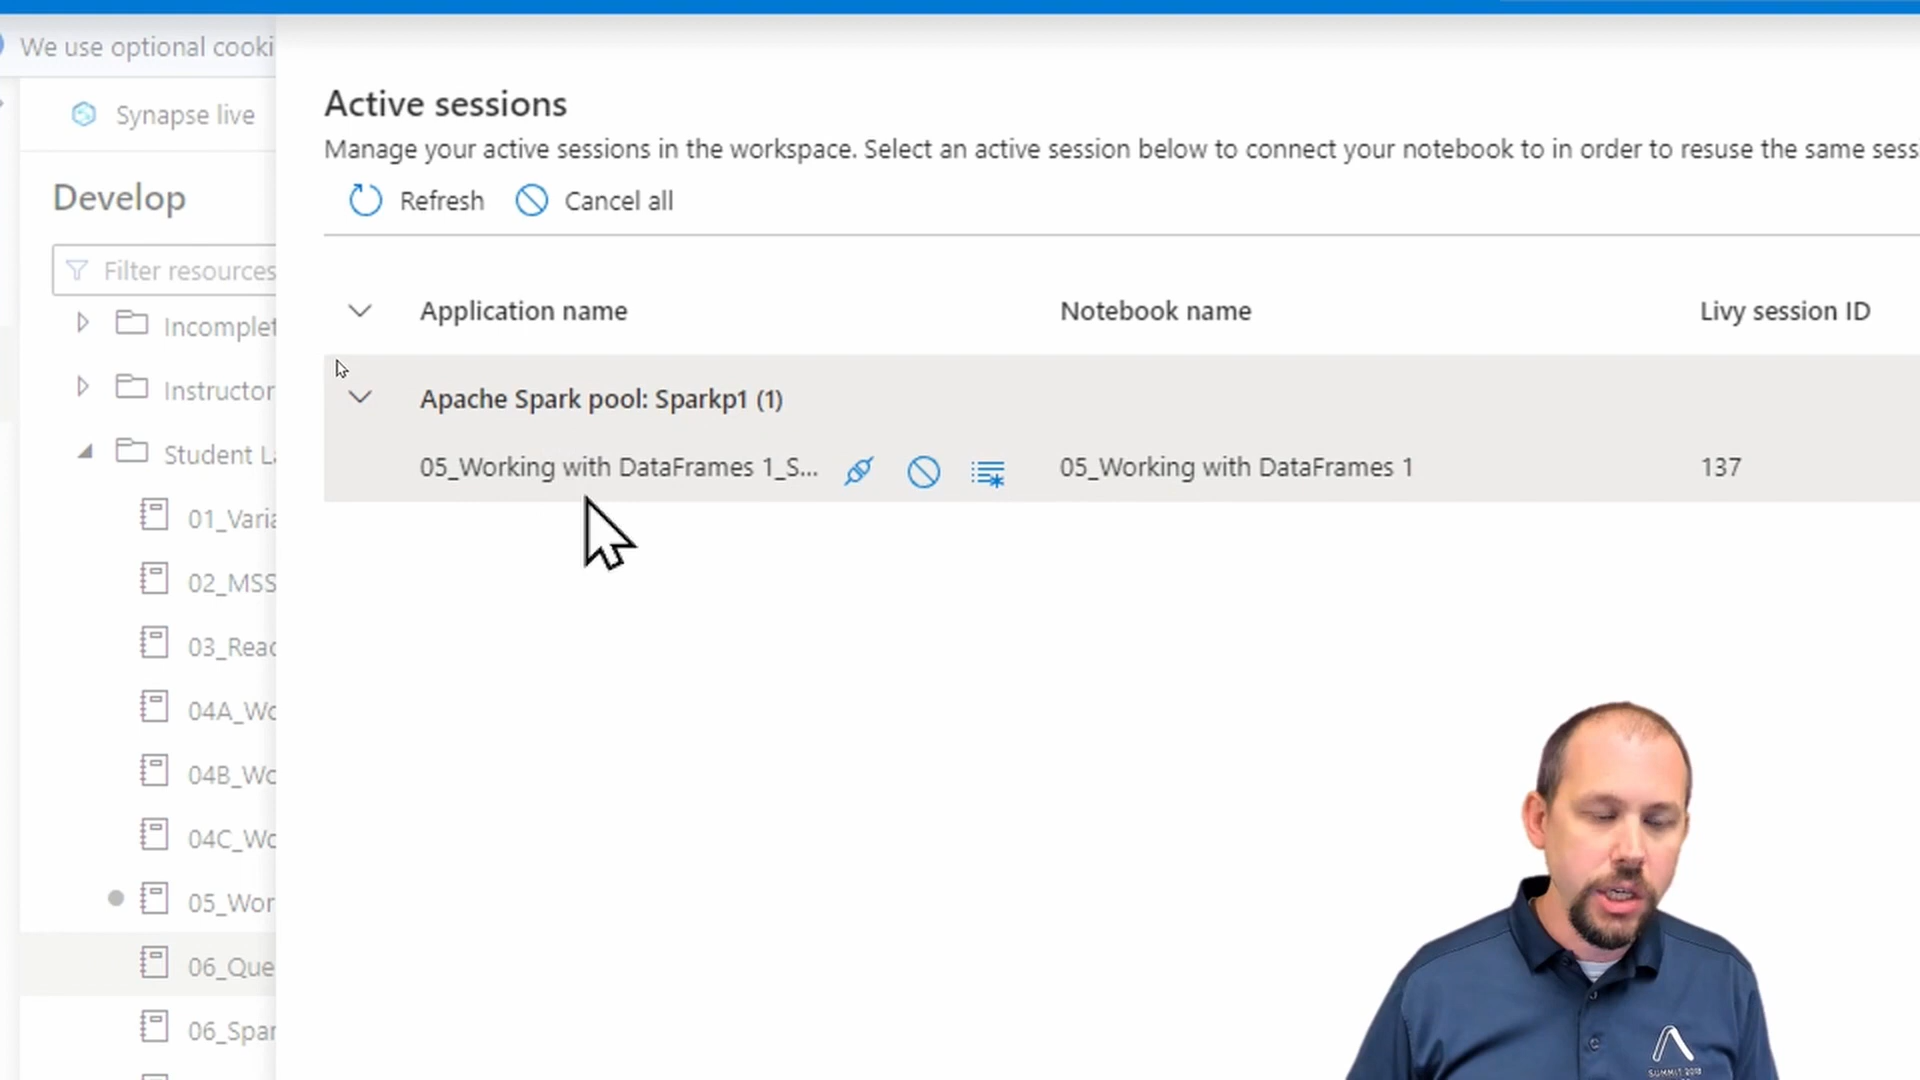 We use optional cooki
Synapse live
Develop
Filter resources
Incomplet
Instructor
Student La
01_Varia
02_MSS
03_Reac
04A_Wo
04B_Wo
04C_Wo
05_Wor
06_Que
06_Spar
Active sessions
Manage your active sessions in the workspace. Select an active session below to connect your notebook to in order to resuse the same sess
Refresh Cancel all
Application name Notebook name Livy session ID
Apache Spark pool: Sparkp1 (1)
05_Working with DataFrames 1_S... 05_Working with DataFrames 1 137
SUMMIT 2018